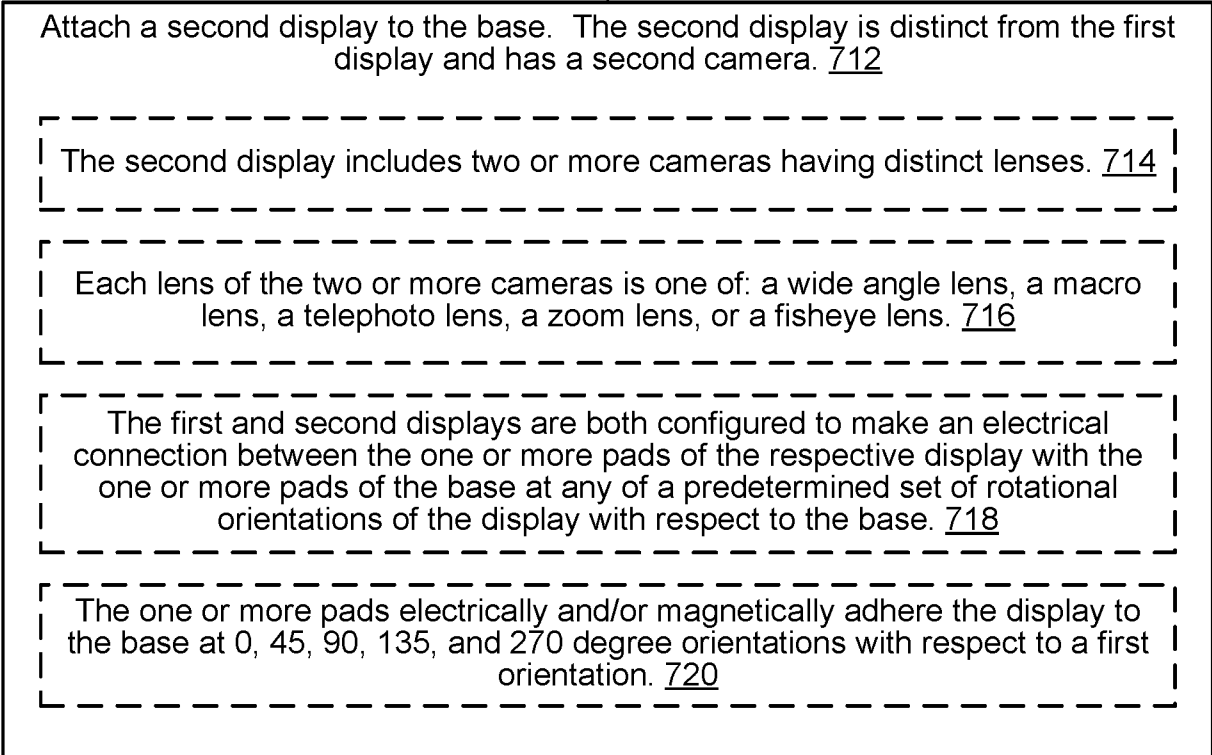 Attach a second display to the base.  The second display is distinct from the first
display and has a second camera. 712
The second display includes two or more cameras having distinct lenses. 714
Each lens of the two or more cameras is one of: a wide angle lens, a macro
lens, a telephoto lens, a zoom lens, or a fisheye lens. 716
The first and second displays are both configured to make an electrical
connection between the one or more pads of the respective display with the
one or more pads of the base at any of a predetermined set of rotational
orientations of the display with respect to the base. 718
The one or more pads electrically and/or magnetically adhere the display to
the base at 0, 45, 90, 135, and 270 degree orientations with respect to a first
orientation. 720